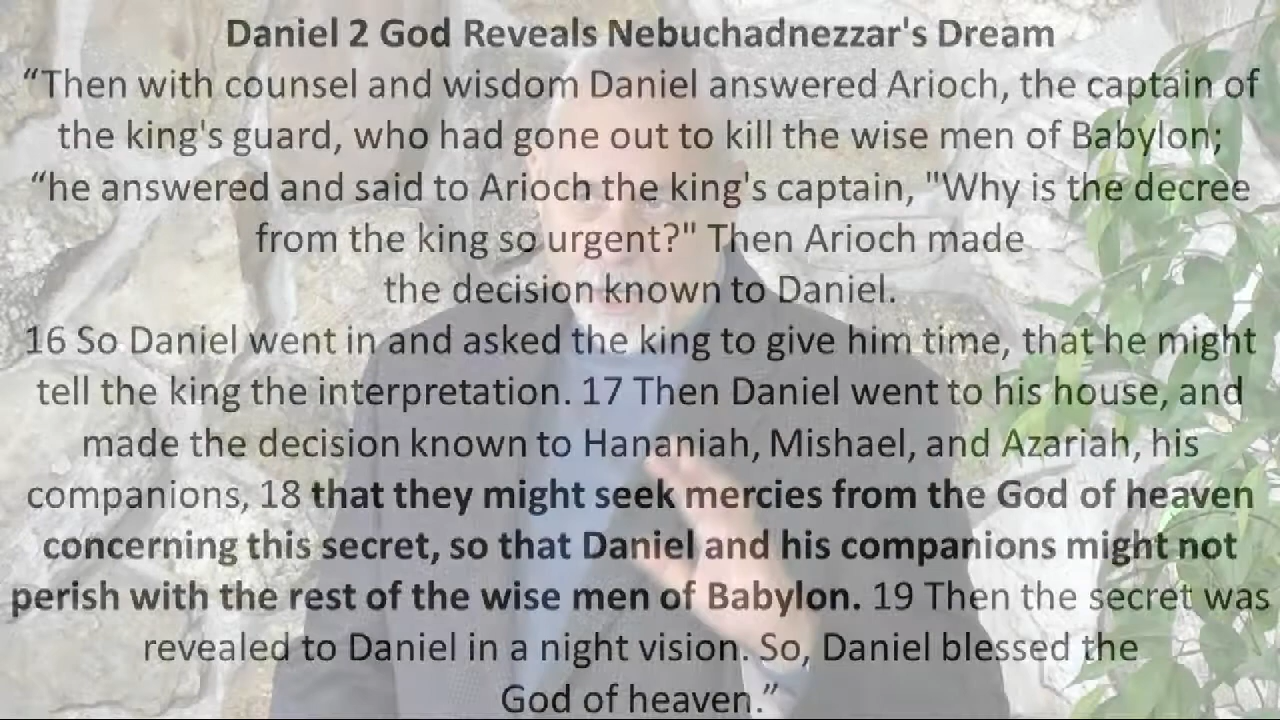 Daniel 2 God Reveals Nebuchadnezzar's Dream
“Then with counsel and wisdom Daniel answered Arioch, the captain of
the king's guard, who had gone out to kill the wise men of Babylon;
“he answered and said to Arioch the king's captain, "Why is the decree
from the king so urgent?" Then Arioch made
the decision known to Daniel.
16 So Daniel went in and asked the king to give him time, that he might
tell the king the interpretation. 17 Then Daniel went to his house, and
made the decision known to Hananiah, Mishael, and Azariah, his
companions, 18 that they might seek mercies from the God of heaven
concerning this secret, so that Daniel and his companions might not
perish with the rest of the wise men of Babylon. 19 Then the secret was
revealed to Daniel in a night vision. So, Daniel blessed the
God of heaven.”